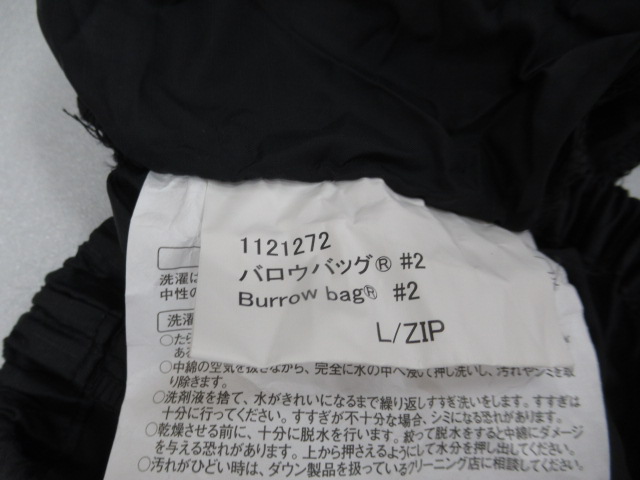 1121272
バロウバッグ® #2
Burrow bag® #2
L/ZIP
洗濯は
中性の
洗濯
○たら
ある
○中綿の空気を抜きながら、完全に水の中へ浸て押し洗いし、汚れやシミを取
り除きます。
○洗剤液を捨て、水がきれいになるまで繰り返しすすぎ洗いをします。すすぎは
十分に行ってください。すすぎが不十分な場合、シミになる恐れがあります。
○乾燥させる前に、十分に脱水を行います。絞って脱水をすると中綿にダメージ
を与える恐れがあります。上から押さえるようにして水分を押し出してください。
○汚れがひどい時は、ダウン製品を扱っているクリーニング店に相談してください。